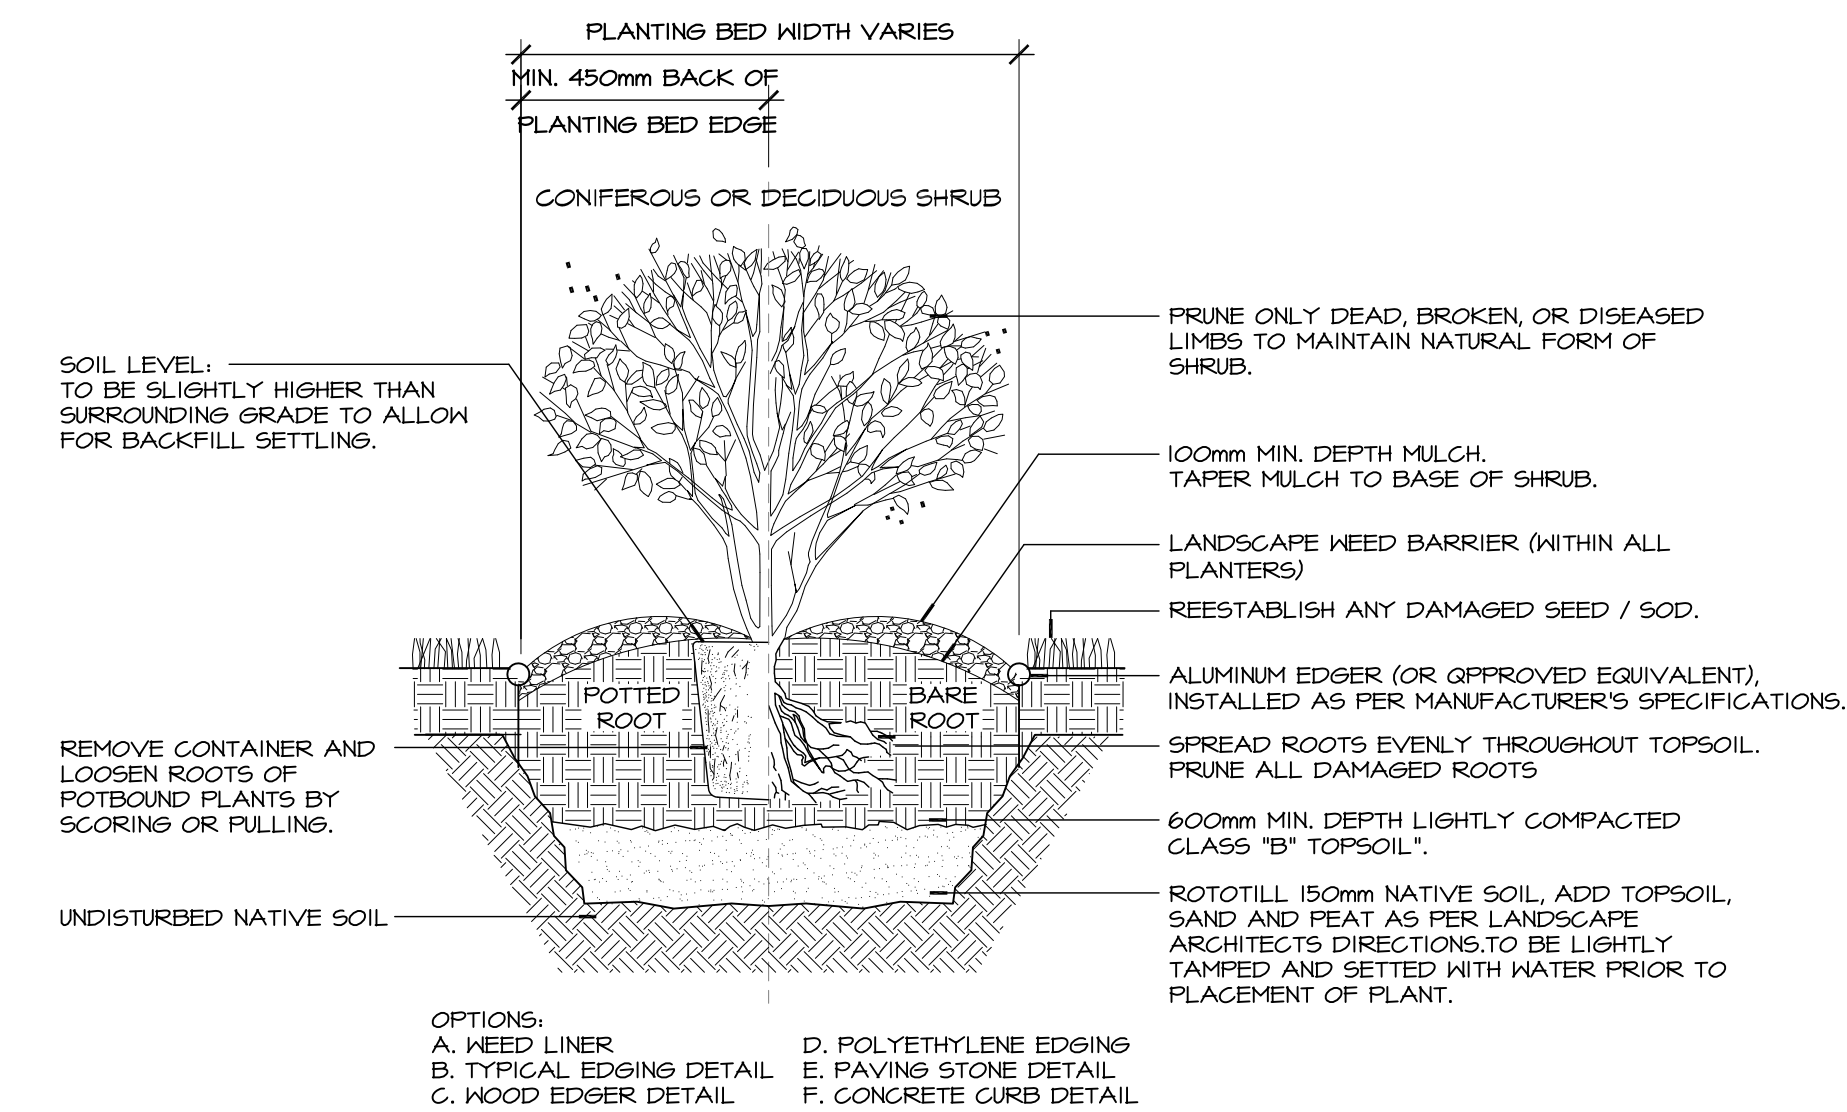 PLANTING BED WIDTH VARIES
MIN. 450mm BACK OF
PLANTING BED EDGE
CONIFEROUS OR DECIDUOUS SHRUB
SOIL LEVEL:
TO BE SLIGHTLY HIGHER THAN
SURROUNDING GRADE TO ALLOW
FOR BACKFILL SETTLING.
REMOVE CONTAINER AND
LOOSEN ROOTS OF
POTBOUND PLANTS BY
SCORING OR PULLING.
UNDISTURBED NATIVE SOIL
POTTED
ROOT
BARE
ROOT
PRUNE ONLY DEAD, BROKEN, OR DISEASED
LIMBS TO MAINTAIN NATURAL FORM OF
SHRUB.
100mm MIN. DEPTH MULCH.
TAPER MULCH TO BASE OF SHRUB.
LANDSCAPE WEED BARRIER (WITHIN ALL
PLANTERS)
REESTABLISH ANY DAMAGED SEED / SOD.
ALUMINUM EDGER (OR QPPROVED EQUIVALENT),
INSTALLED AS PER MANUFACTURER'S SPECIFICATIONS.
SPREAD ROOTS EVENLY THROUGHOUT TOPSOIL.
PRUNE ALL DAMAGED ROOTS
600mm MIN. DEPTH LIGHTLY COMPACTED
CLASS "B" TOPSOIL".
ROTOTILL 150mm NATIVE SOIL, ADD TOPSOIL,
SAND AND PEAT AS PER LANDSCAPE
ARCHITECTS DIRECTIONS.TO BE LIGHTLY
TAMPED AND SETTED WITH WATER PRIOR TO
PLACEMENT OF PLANT.
OPTIONS:
A. WEED LINER
B. TYPICAL EDGING DETAIL
C. WOOD EDGER DETAIL
D. POLYETHYLENE EDGING
E. PAVING STONE DETAIL
F. CONCRETE CURB DETAIL